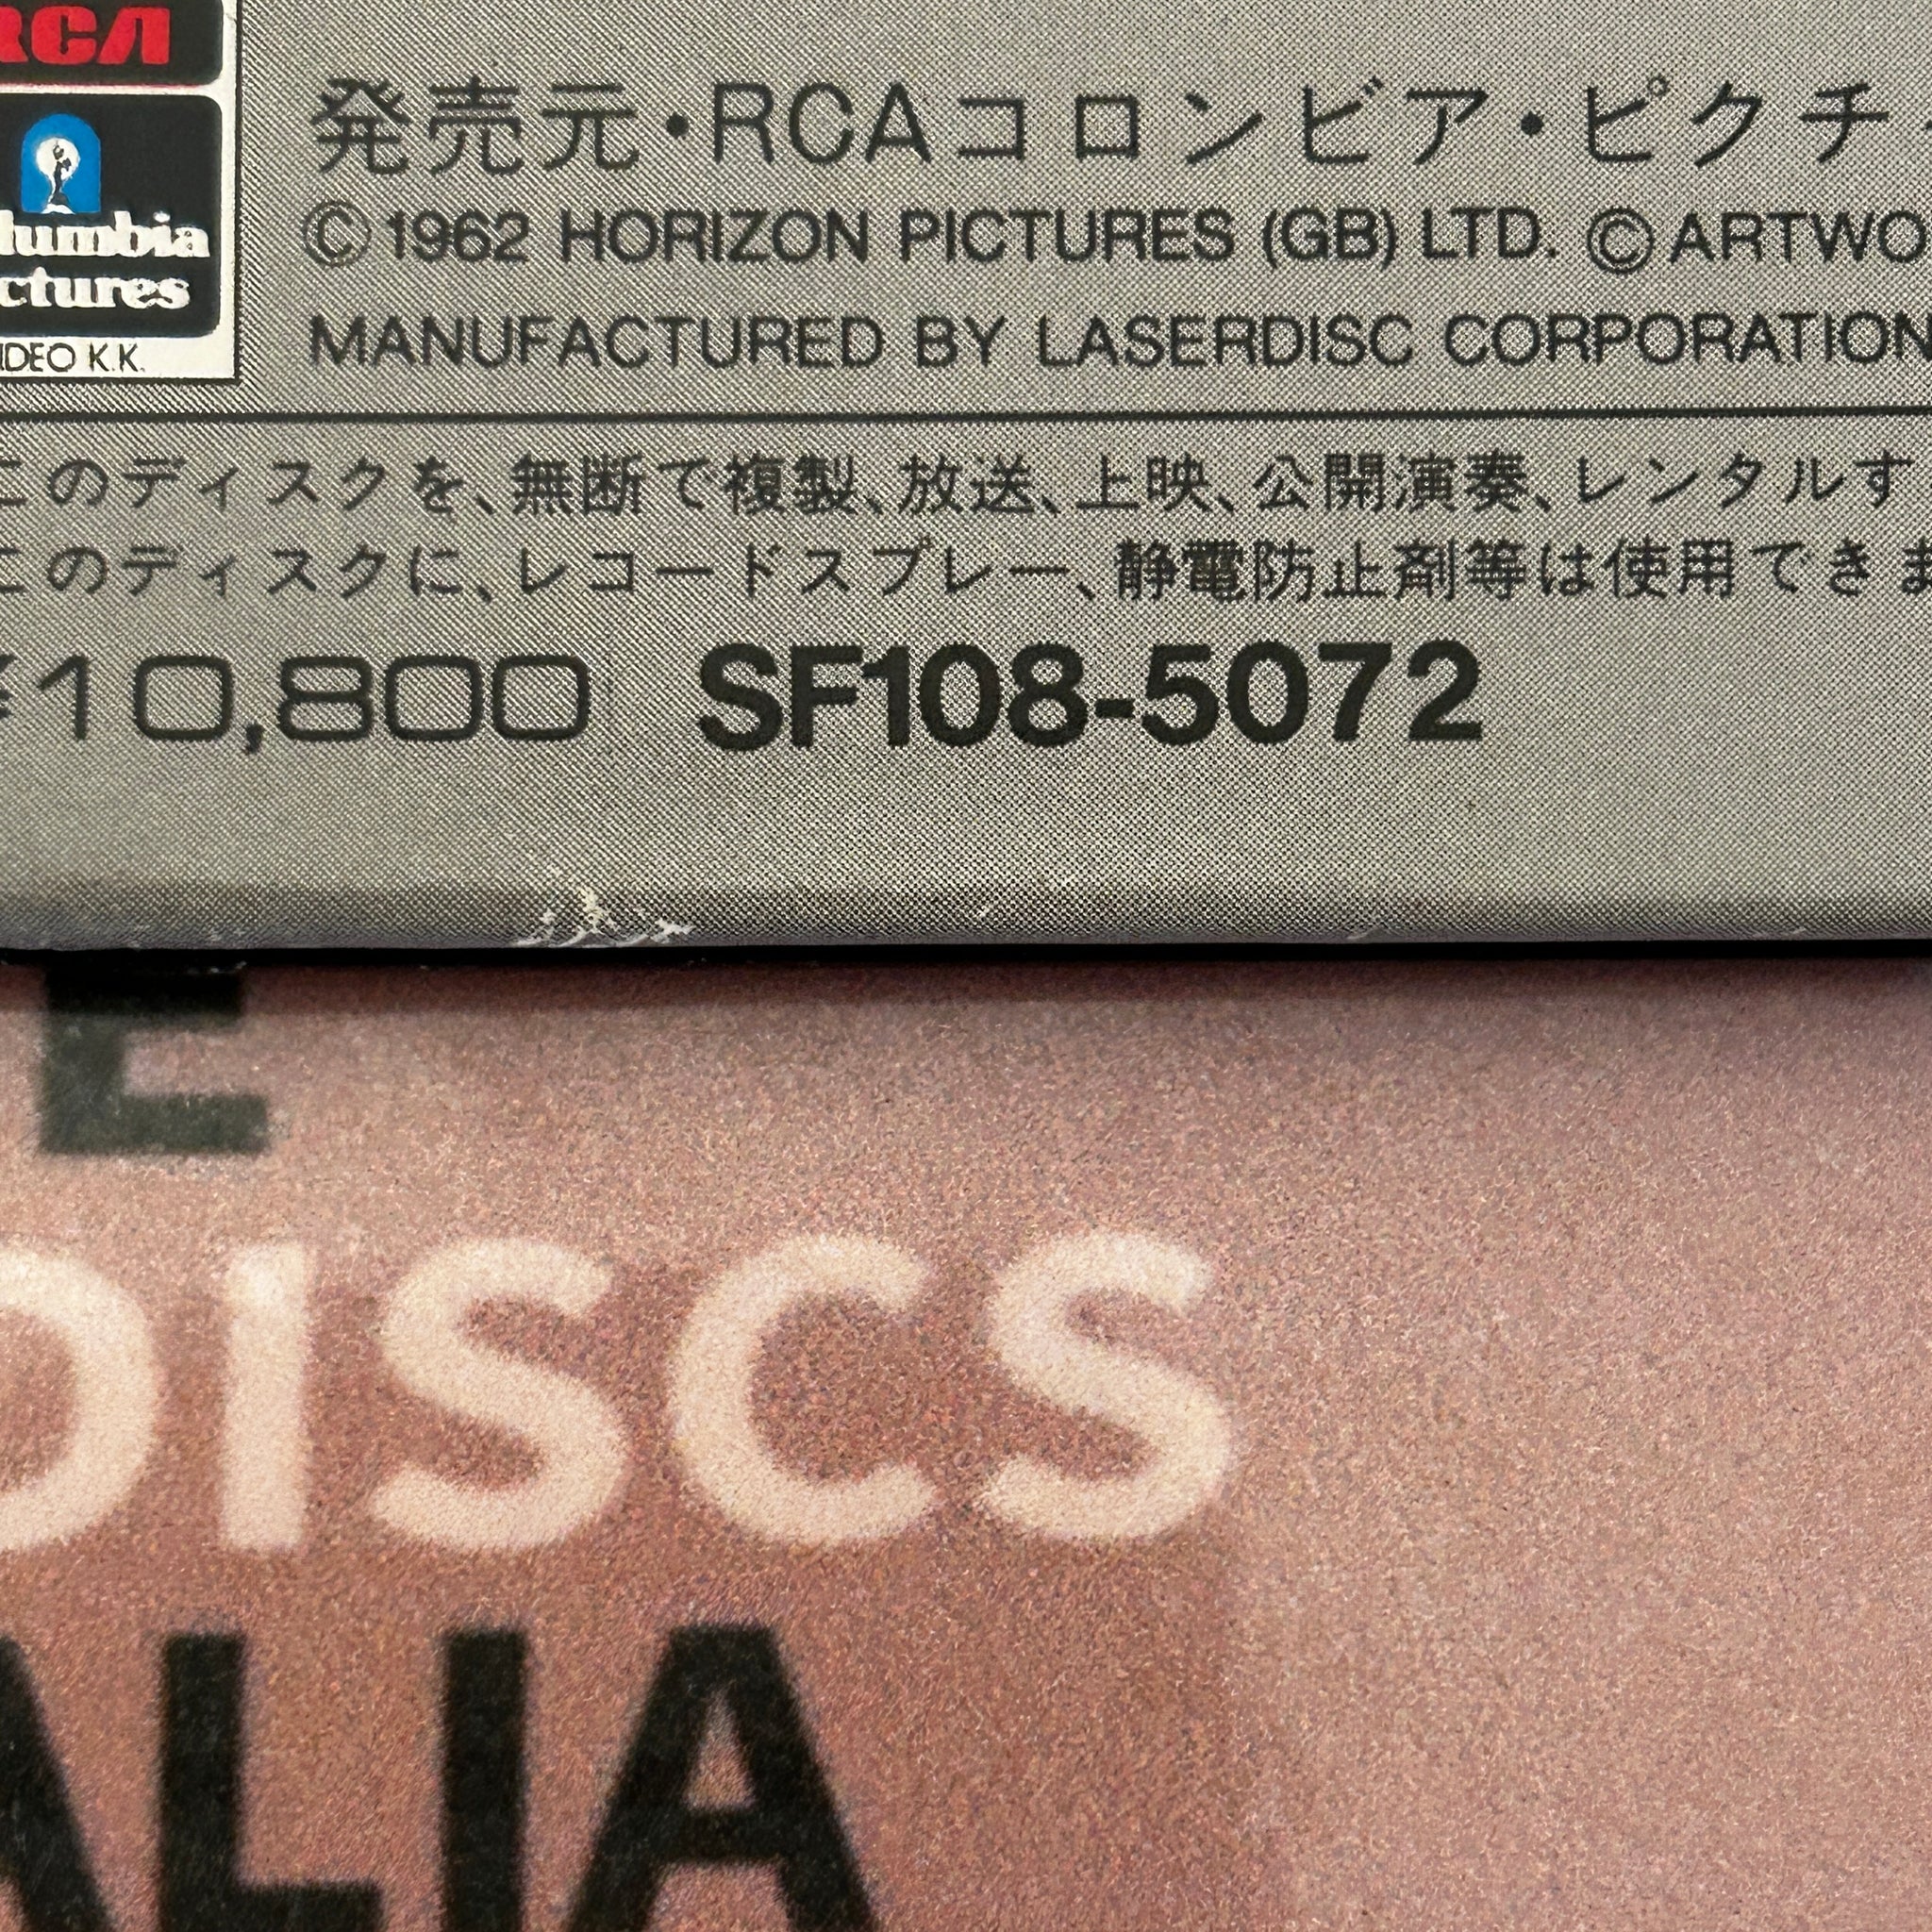 RCA
発売元・RCAコロンビア・ピクチ
©1962 HORIZON PICTURES (GB) LTD. ©ARTWO
lumbia
ctures
MANUFACTURED BY LASERDISC CORPORATION
IDEO K.K.
このディスクを、無断で複製、放送、上映、公開演奏、レンタルす
このディスクに、レコードスプレー、静電防止剤等は使用できま
¥10,800 SF108-5072
E
DISCS
ALIA